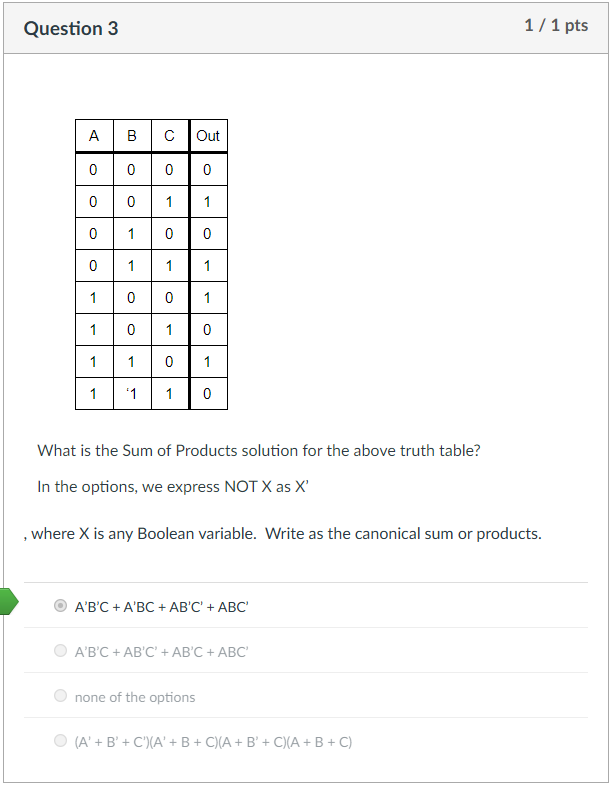 Question 3 1 / 1 pts
A B C Out
0 0 0 0
0 0 1 1
0 1 0 0
0 1 1 1
1 0 0 1
1 0 1 0
1 1 0 1
1 ‘1 1 0
What is the Sum of Products solution for the above truth table?
In the options, we express NOT X as X’
, where X is any Boolean variable. Write as the canonical sum or products.
A’B’C + A’BC + AB’C’ + ABC’
A’B’C + AB’C’ + AB’C + ABC’
none of the options
(A’ + B’ + C’)(A’ + B + C)(A + B’ + C)(A + B + C)